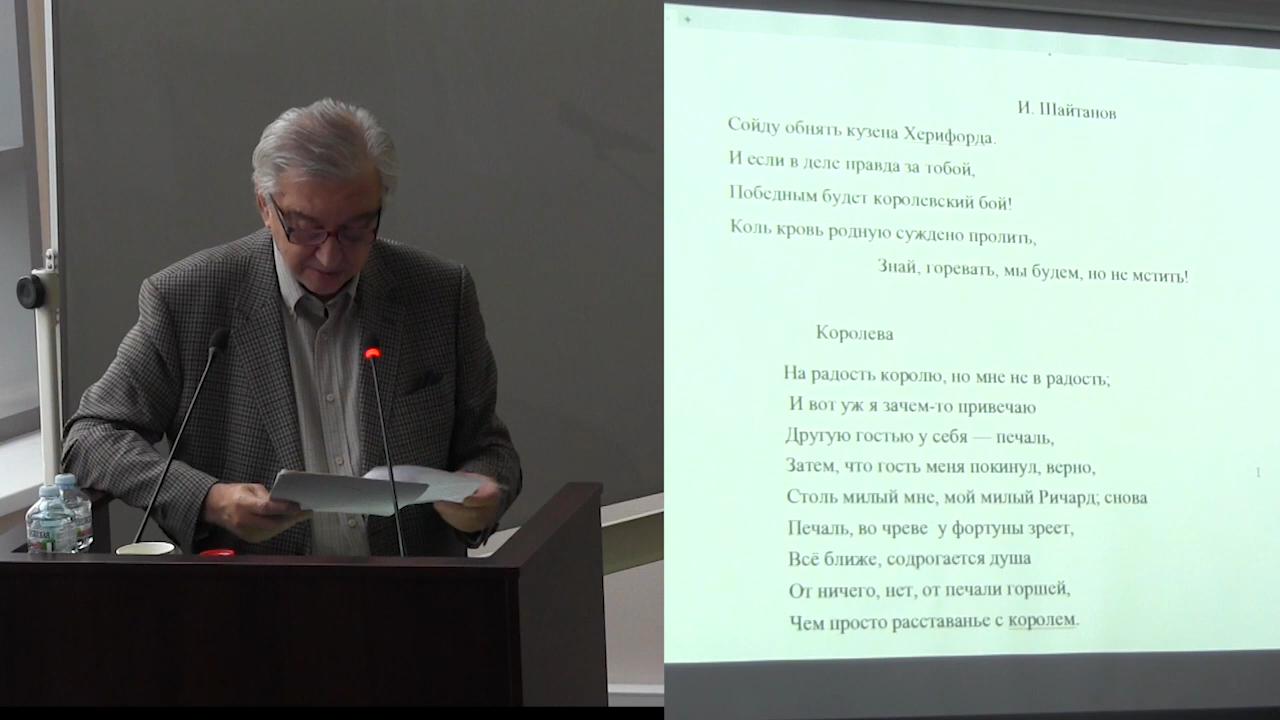 И. Шайтанов
Сойду обнять кузена Херифорда.
И если в деле правда за тобой,
Победным будет королевский бой!
Коль кровь родную суждено пролить,
Знай, горевать, мы будем, но не мстить!
Королева
На радость королю, но мне не в радость;
И вот уж я зачем-то привечаю
Другую гостью у себя — печаль,
Затем, что гость меня покинул, верно,
Столь милый мне, мой милый Ричард; снова
Печаль, во чреве у фортуны зреет,
Всё ближе, содрогается душа
От ничего, нет, от печали горшей,
Чем просто расставанье с королем.
1